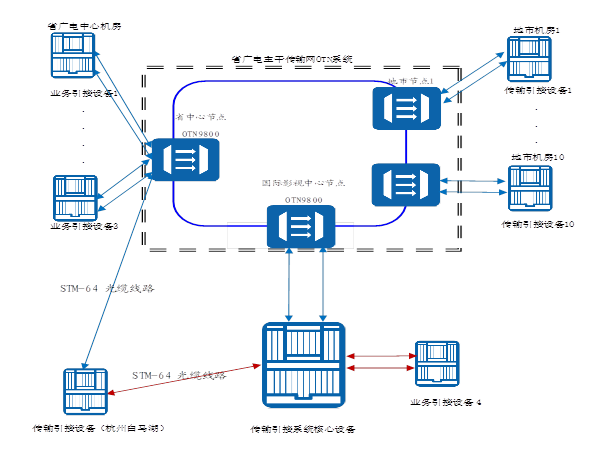 省广电中心机房
地市机房1
省广电主干传输网OTN系统
地市节点1
业务引接设备1
传输引接设备1
省中心节点
OTN9800
地市机房10
国际影视中心节点
OTN9800
业务引接设备3
传输引接设备10
STM-64 光缆线路
STM-64 光缆线路
业务引接设备4
传输引接设备（杭州白马湖）
传输引接系统核心设备